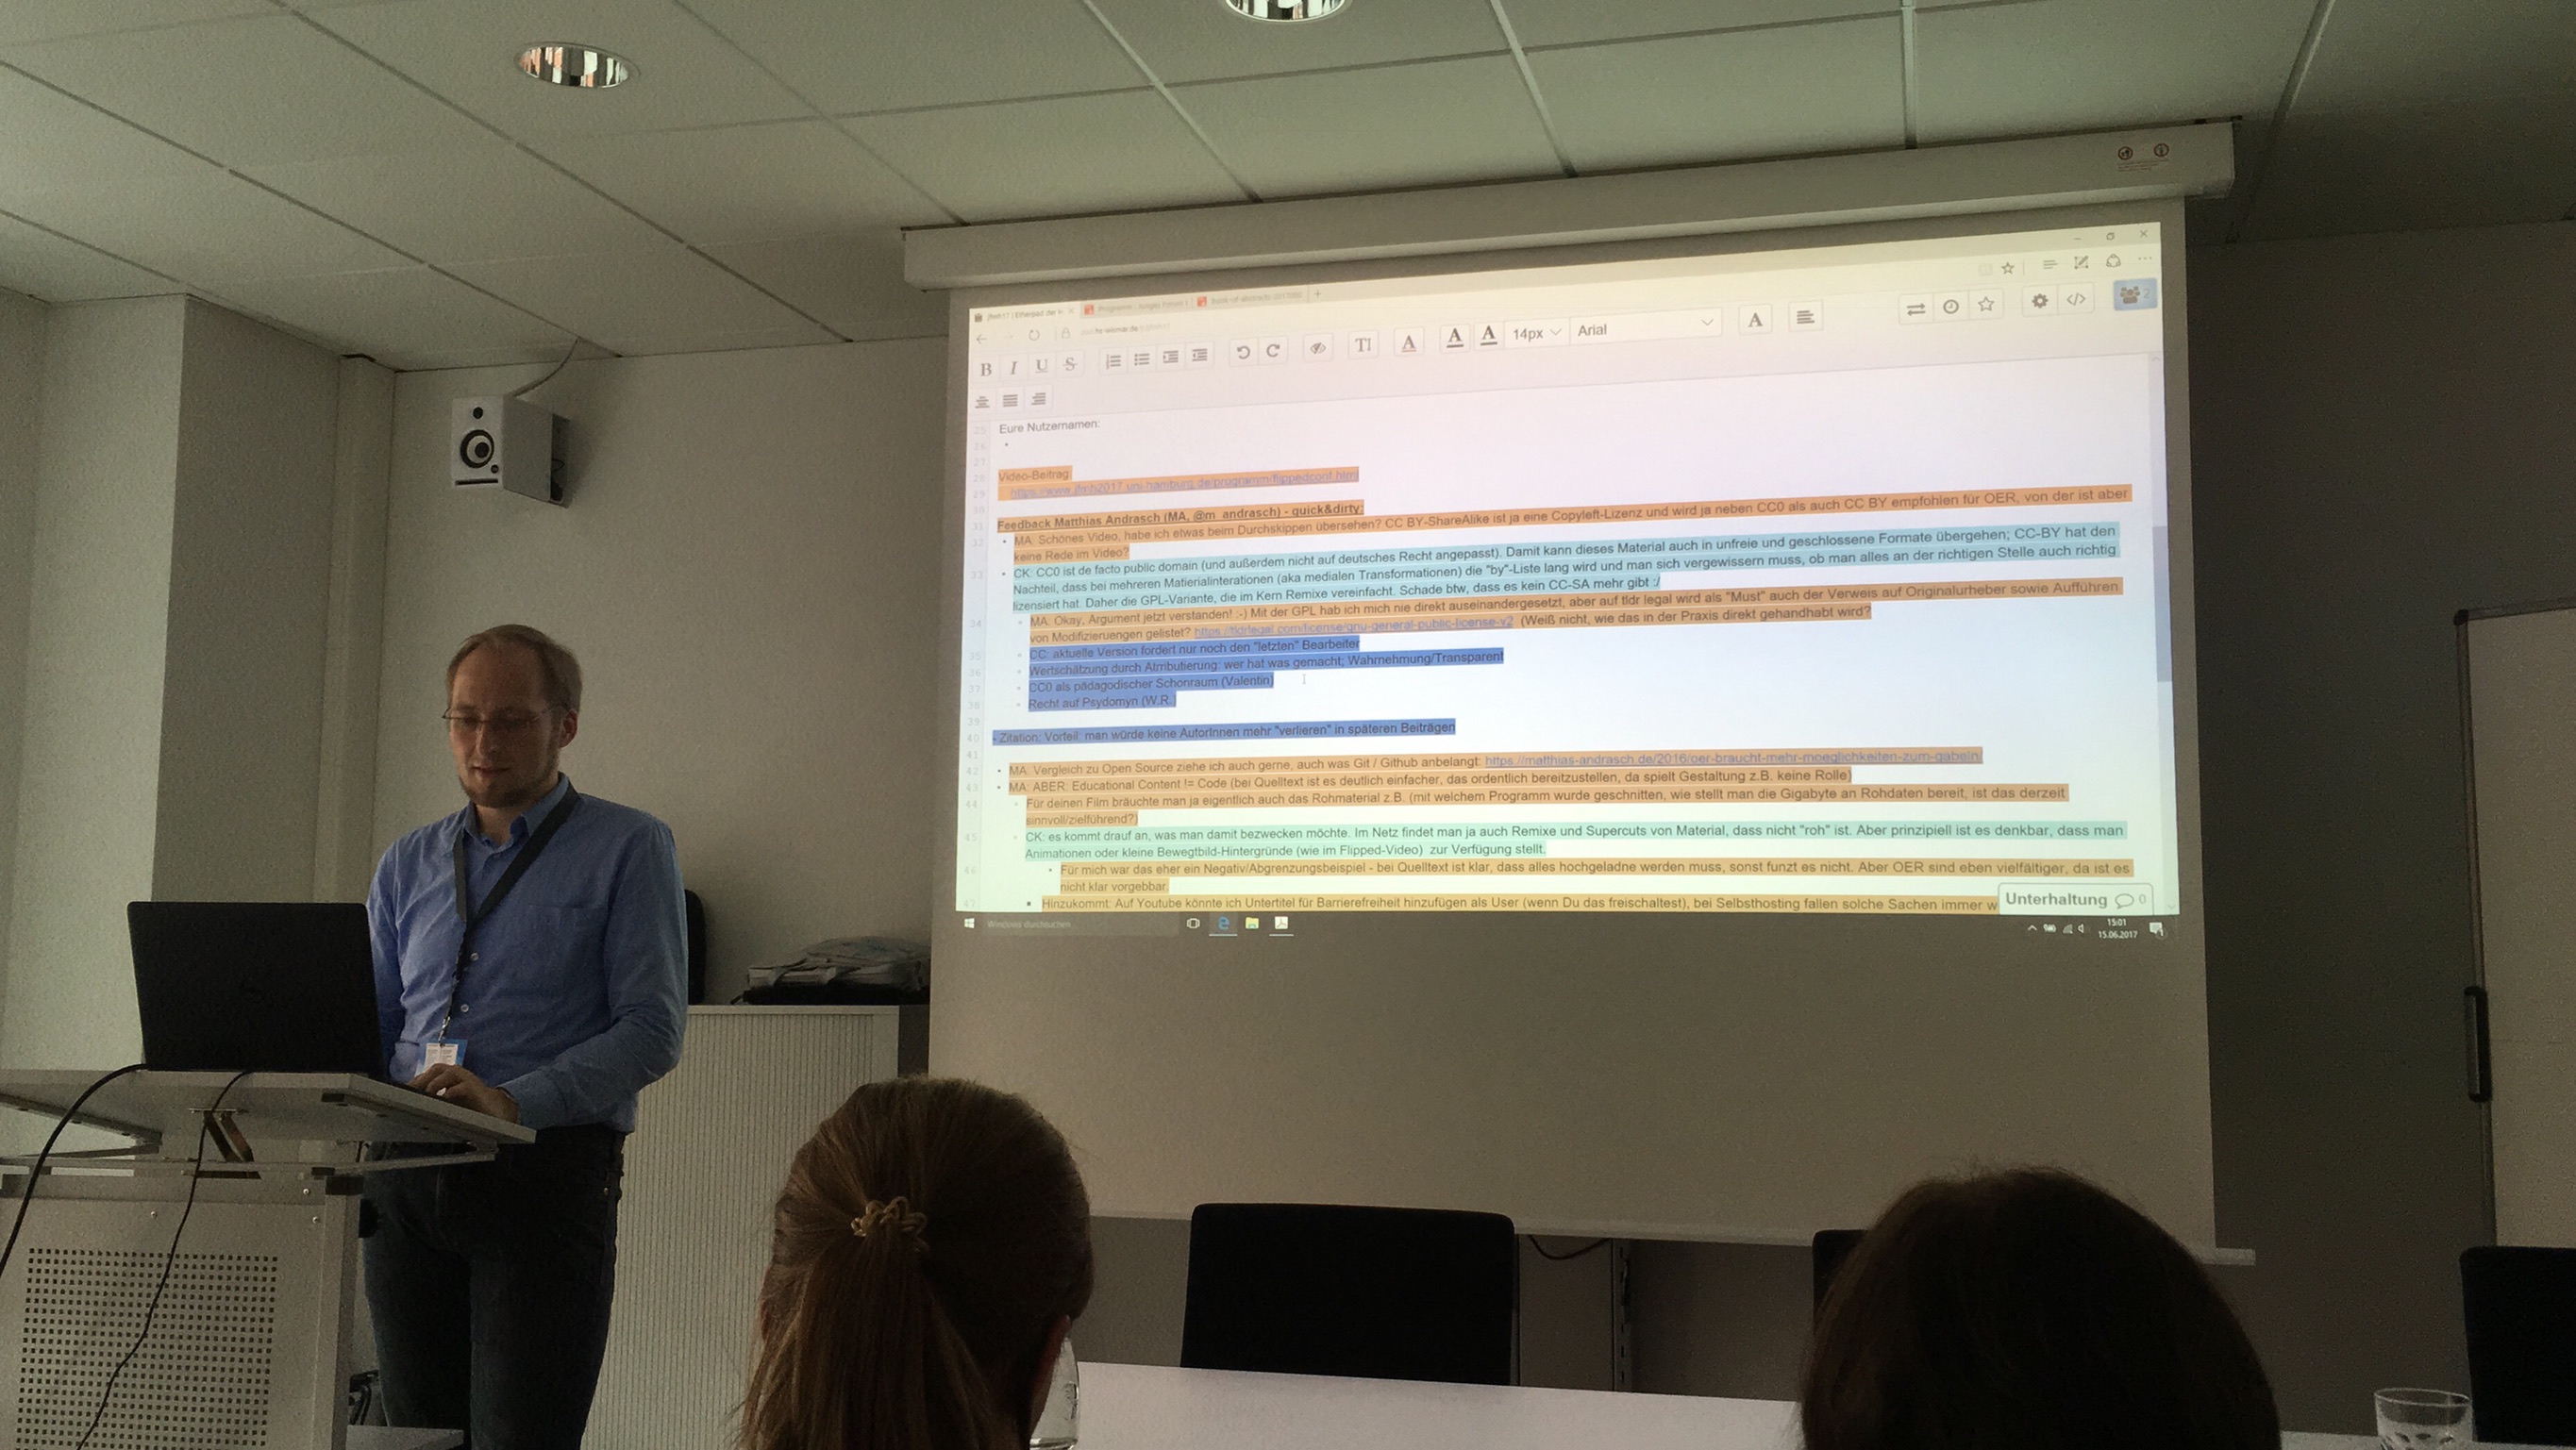 jfmh17 | Etherpad der
14px Arial
25 Eure Nutzernamen:
26
27
28 Video-Beitrag
29 https://www.jfmh2017.uni-hamburg.de/programm/flippedconf.html
30
31 Feedback Matthias Andrasch (MA, @m_andrasch) - quick&dirty:
32 MA: Schönes Video, habe ich etwas beim Durchskippen übersehen? CC BY-ShareAlike ist ja eine Copyleft-Lizenz und wird ja neben CC0 als auch CC BY empfohlen für OER, von der ist aber
keine Rede im Video?
33 CK: CC0 ist de facto public domain (und außerdem nicht auf deutsches Recht angepasst). Damit kann dieses Material auch in unfreie und geschlossene Formate übergehen; CC-BY hat den
Nachteil, dass bei mehreren Matierialinterationen (aka medialen Transformationen) die "by"-Liste lang wird und man sich vergewissern muss, ob man alles an der richtigen Stelle auch richtig
lizensiert hat. Daher die GPL-Variante, die im Kern Remixe vereinfacht. Schade btw, dass es kein CC-SA mehr gibt :/
34 MA: Okay, Argument jetzt verstanden! :-) Mit der GPL hab ich mich nie direkt auseinandergesetzt, aber auf tldr legal wird als "Must" auch der Verweis auf Originalurheber sowie Aufführen
von Modifizieruengen gelistet? https://tldrlegal.com/license/gnu-general-public-license-v2 (Weiß nicht, wie das in der Praxis direkt gehandhabt wird?
35 CC: aktuelle Version fordert nur noch den "letzten" Bearbeiter
36 Wertschätzung durch Atrributierung: wer hat was gemacht; Wahrnehmung/Transparent
37 CC0 als pädagodischer Schonraum (Valentin)
38 Recht auf Psydomyn (W.R.)
39
40 - Zitation: Vorteil: man würde keine AutorInnen mehr "verlieren" in späteren Beiträgen
41
42 MA: Vergleich zu Open Source ziehe ich auch gerne, auch was Git / Github anbelangt: https://matthias-andrasch.de/2016/oer-braucht-mehr-moeglichkeiten-zum-gabeln/
43 MA: ABER: Educational Content != Code (bei Quelltext ist es deutlich einfacher, das ordentlich bereitzustellen, da spielt Gestaltung z.B. keine Rolle)
44 Für deinen Film bräuchte man ja eigentlich auch das Rohmaterial z.B. (mit welchem Programm wurde geschnitten, wie stellt man die Gigabyte an Rohdaten bereit, ist das derzeit
sinnvoll/zielführend?)
45 CK: es kommt drauf an, was man damit bezwecken möchte. Im Netz findet man ja auch Remixe und Supercuts von Material, dass nicht "roh" ist. Aber prinzipiell ist es denkbar, dass man
Animationen oder kleine Bewegtbild-Hintergründe (wie im Flipped-Video) zur Verfügung stellt.
46 Für mich war das eher ein Negativ/Abgrenzungsbeispiel - bei Quelltext ist klar, dass alles hochgeladne werden muss, sonst funzt es nicht. Aber OER sind eben vielfältiger, da ist es
nicht klar vorgebbar.
47 Hinzukommt: Auf Youtube könnte ich Untertitel für Barrierefreiheit hinzufügen als User (wenn Du das freischaltest), bei Selbsthosting fallen solche Sachen immer w
Unterhaltung 0
Windows durchsuchen
15:01
15.06.2017